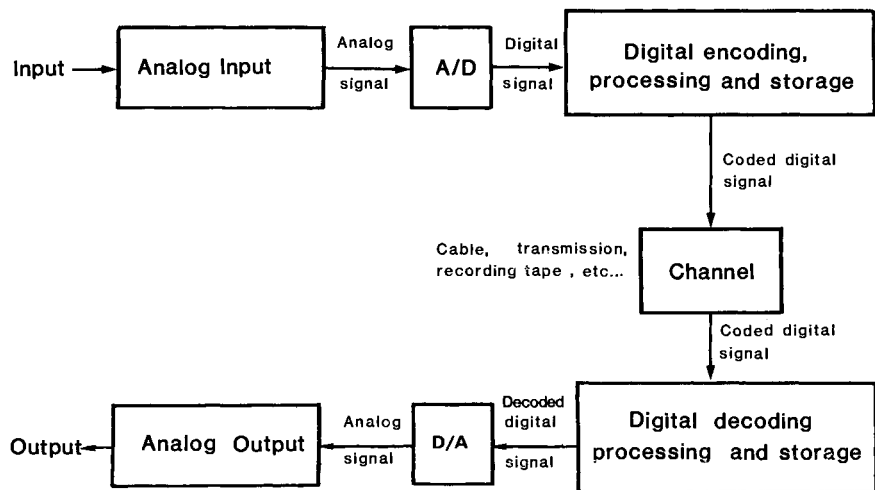 Input
Analog Input
Analog
signal
A/D
Digital
signal
Digital encoding,
processing and storage
Coded digital
signal
Cable, transmission,
recording tape , etc...
Channel
Coded digital
signal
Digital decoding
processing and storage
Decoded
digital
signal
D/A
Analog
signal
Analog Output
Output